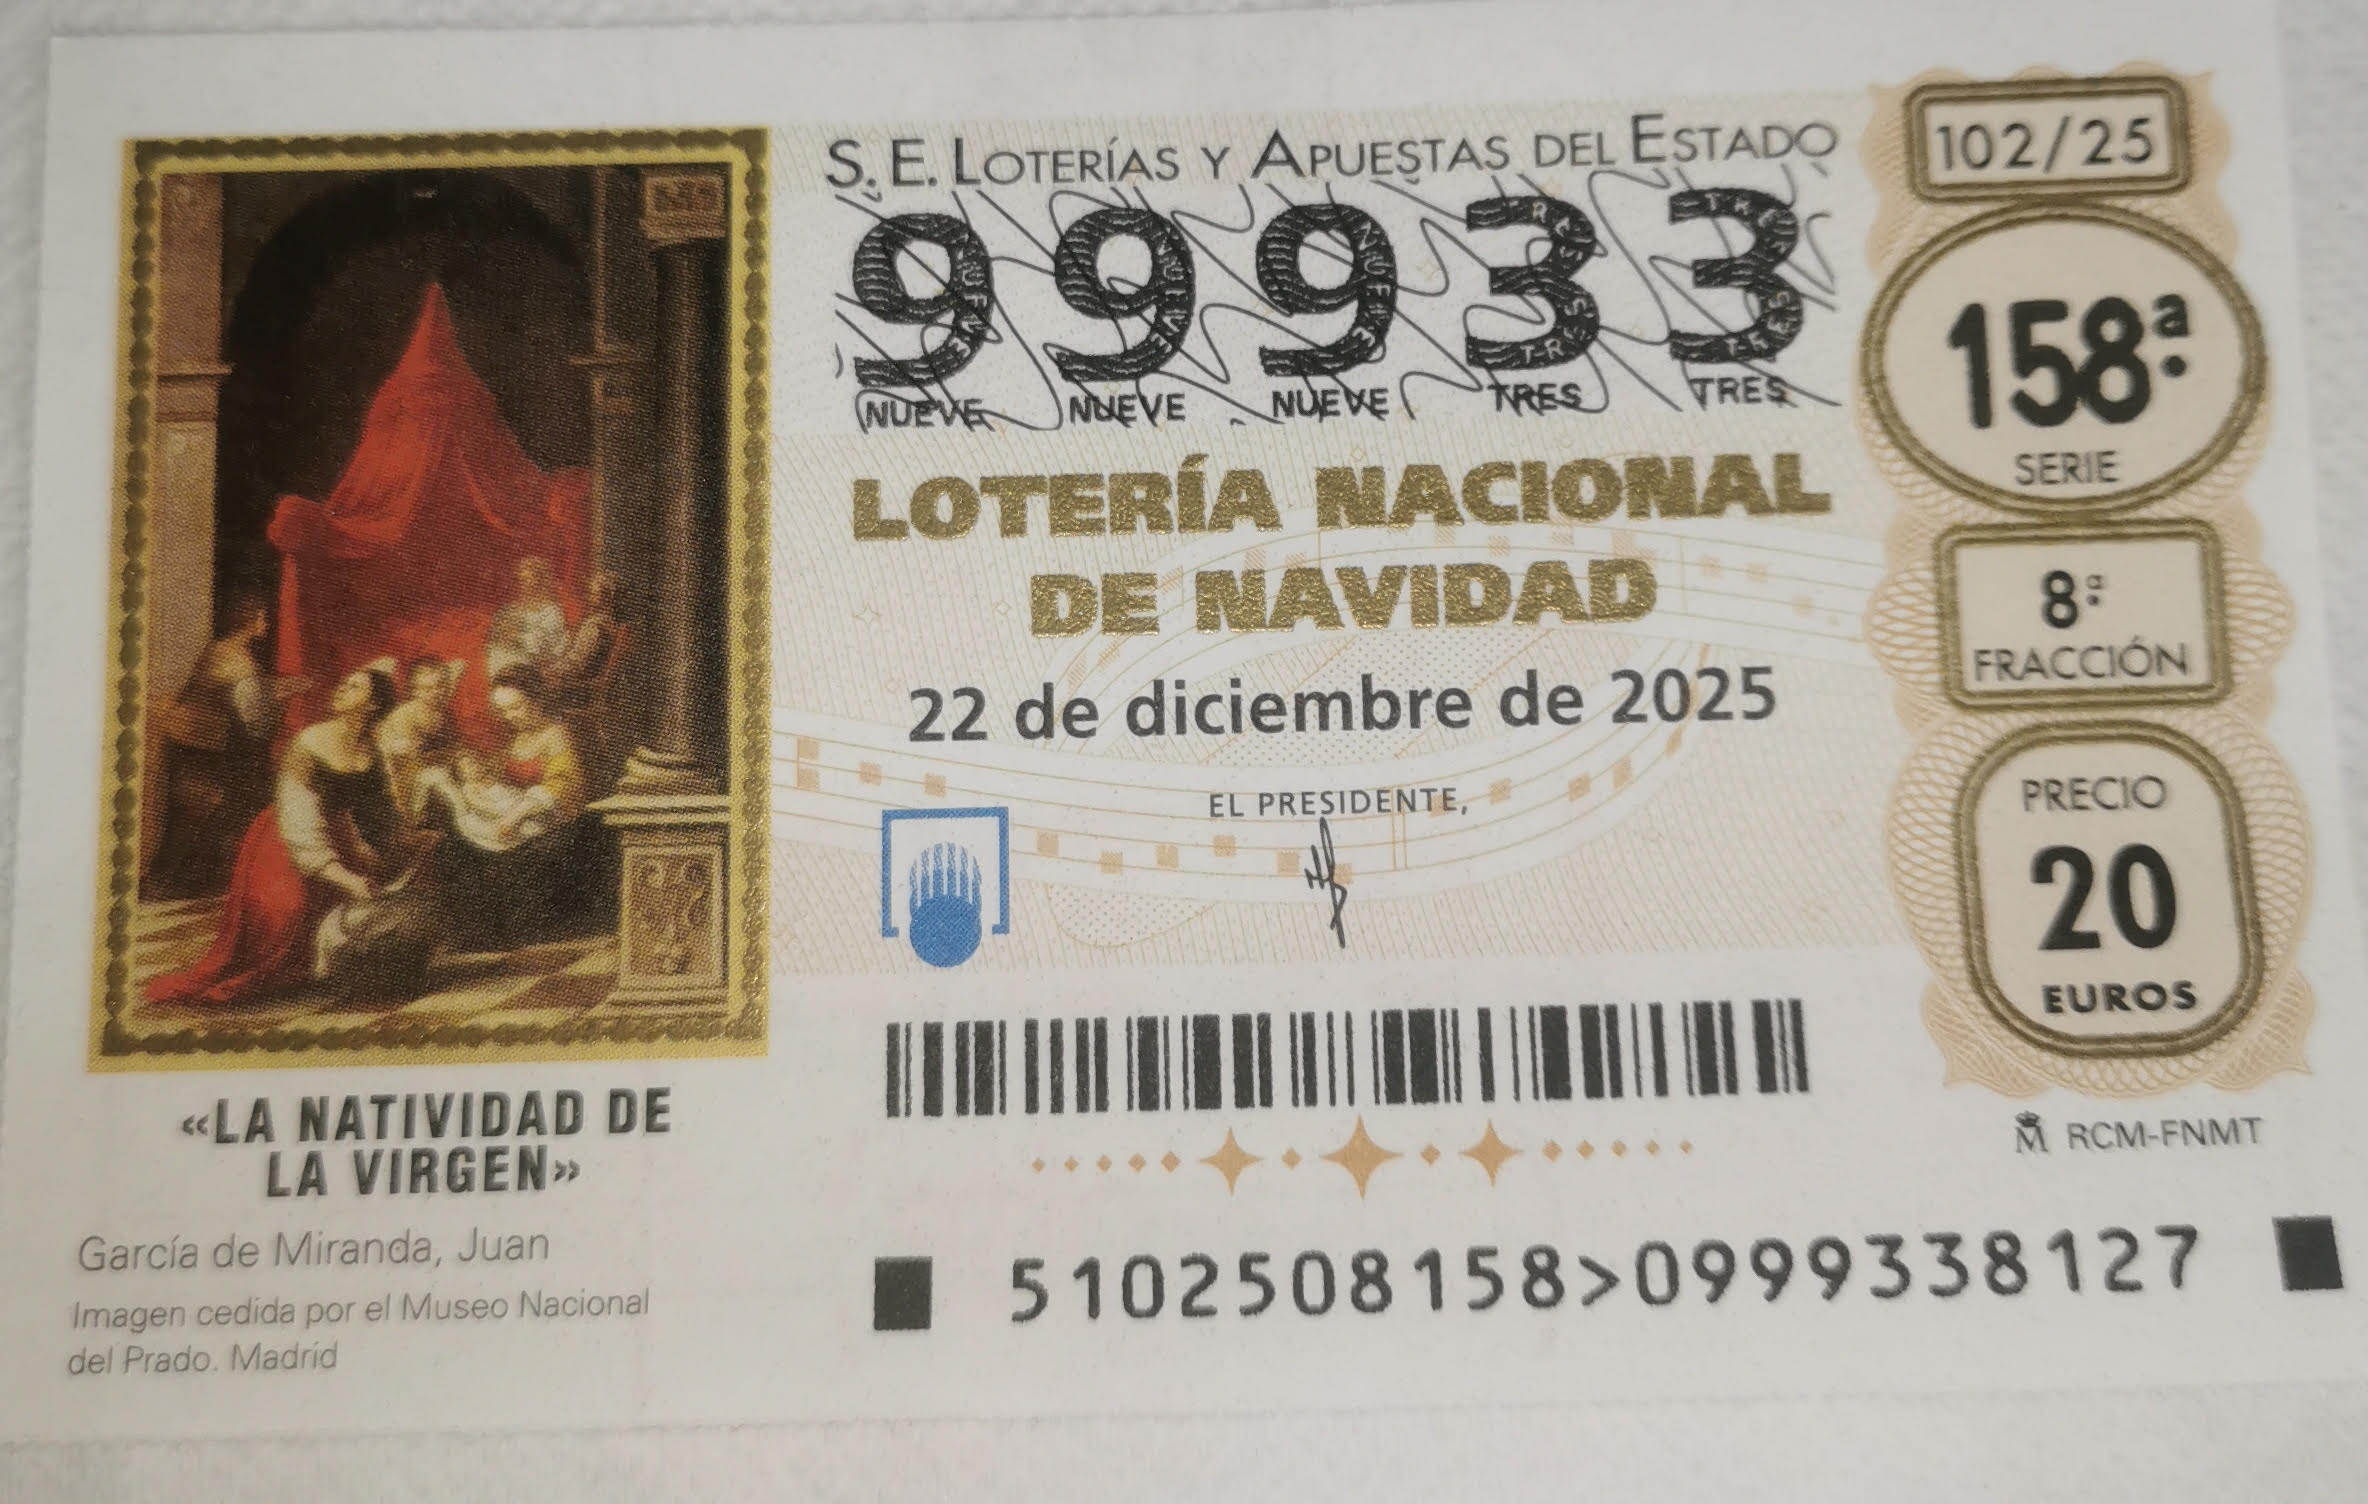 S. E. LOTERÍAS Y APUESTAS DEL ESTADO
99933
NUEVE NUEVE NUEVE TRES TRES
LOTERÍA NACIONAL
DE NAVIDAD
22 de diciembre de 2025
EL PRESIDENTE,
102/25
158ª
SERIE
8ª
FRACCIÓN
PRECIO
20
EUROS
RCM-FNMT
«LA NATIVIDAD DE
LA VIRGEN»
García de Miranda, Juan
Imagen cedida por el Museo Nacional
del Prado. Madrid
5102508158>0999338127